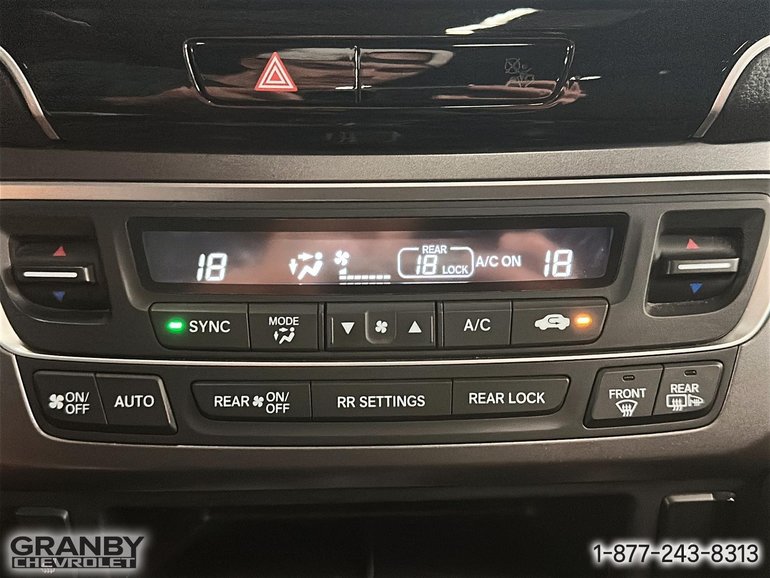 REAR
18 18 LOCK A/C ON 18
SYNC MODE A/C
ON/OFF AUTO REAR ON/OFF RR SETTINGS REAR LOCK FRONT REAR
GRANBY
CHEVROLET
1-877-243-8313